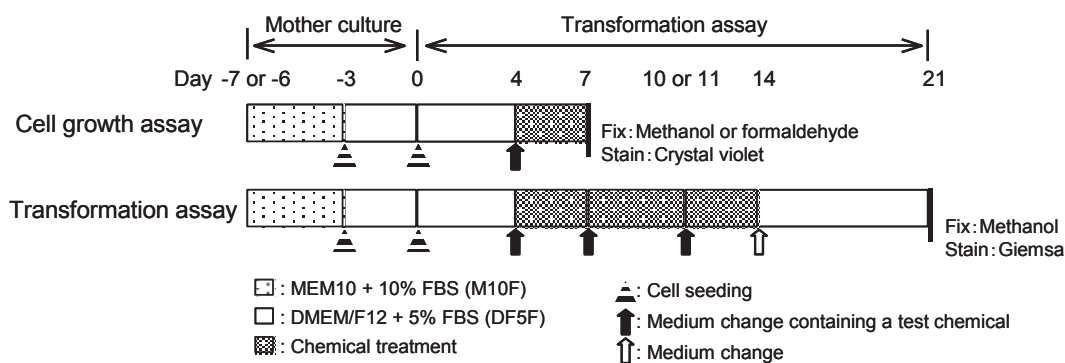 Mother culture
Transformation assay
Day -7 or -6 -3 0 4 7 10 or 11 14 21
Cell growth assay
Fix: Methanol or formaldehyde
Stain: Crystal violet
Transformation assay
Fix: Methanol
Stain: Giemsa
: MEM10 + 10% FBS (M10F)
: DMEM/F12 + 5% FBS (DF5F)
: Chemical treatment
: Cell seeding
: Medium change containing a test chemical
: Medium change